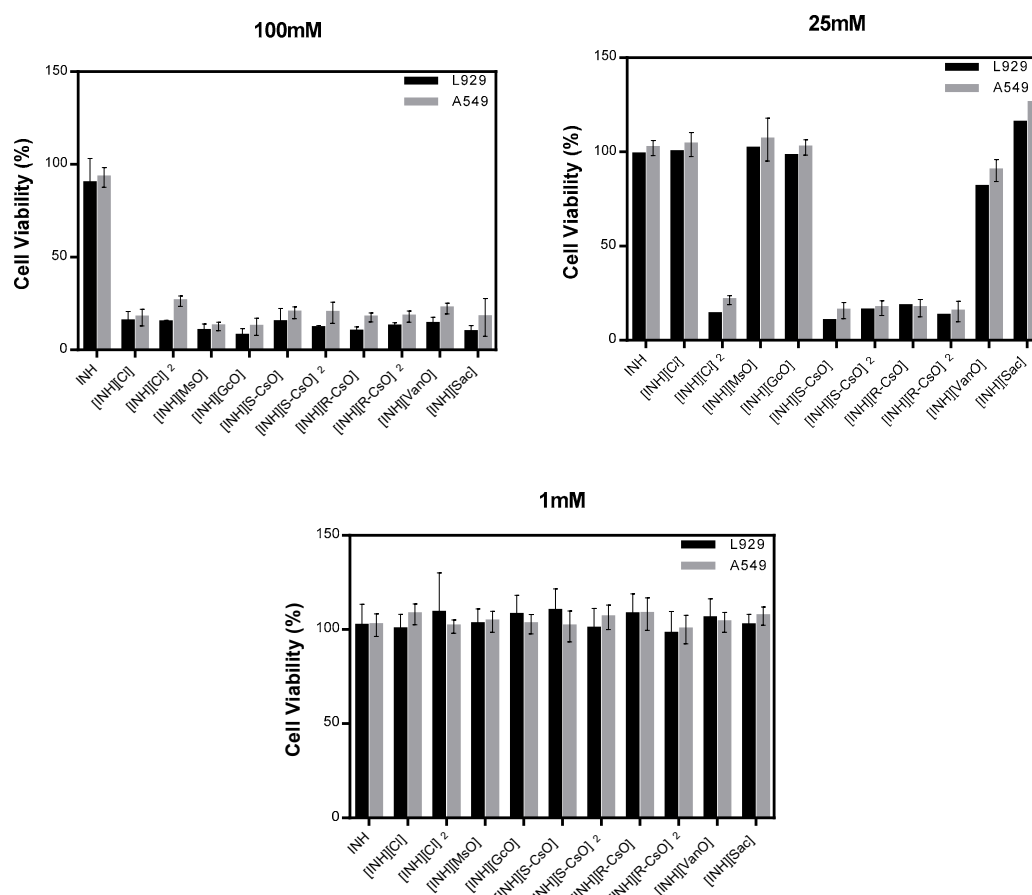 100mM
150
100
50
0
Cell Viability (%)
L929
A549
INH
[INH][Cl]
[INH][Cl] 2
[INH][MsO]
[INH][GcO]
[INH][S-CsO]
[INH][S-CsO] 2
[INH][R-CsO]
[INH][R-CsO] 2
[INH][VanO]
[INH][Sac]
25mM
150
100
50
0
Cell Viability (%)
L929
A549
INH
[INH][Cl]
[INH][Cl] 2
[INH][MsO]
[INH][GcO]
[INH][S-CsO]
[INH][S-CsO] 2
[INH][R-CsO]
[INH][R-CsO] 2
[INH][VanO]
[INH][Sac]
1mM
150
100
50
0
Cell Viability (%)
L929
A549
INH
[INH][Cl]
[INH][Cl] 2
[INH][MsO]
[INH][GcO]
[INH][S-CsO]
[INH][S-CsO] 2
[INH][R-CsO]
[INH][R-CsO] 2
[INH][VanO]
[INH][Sac]